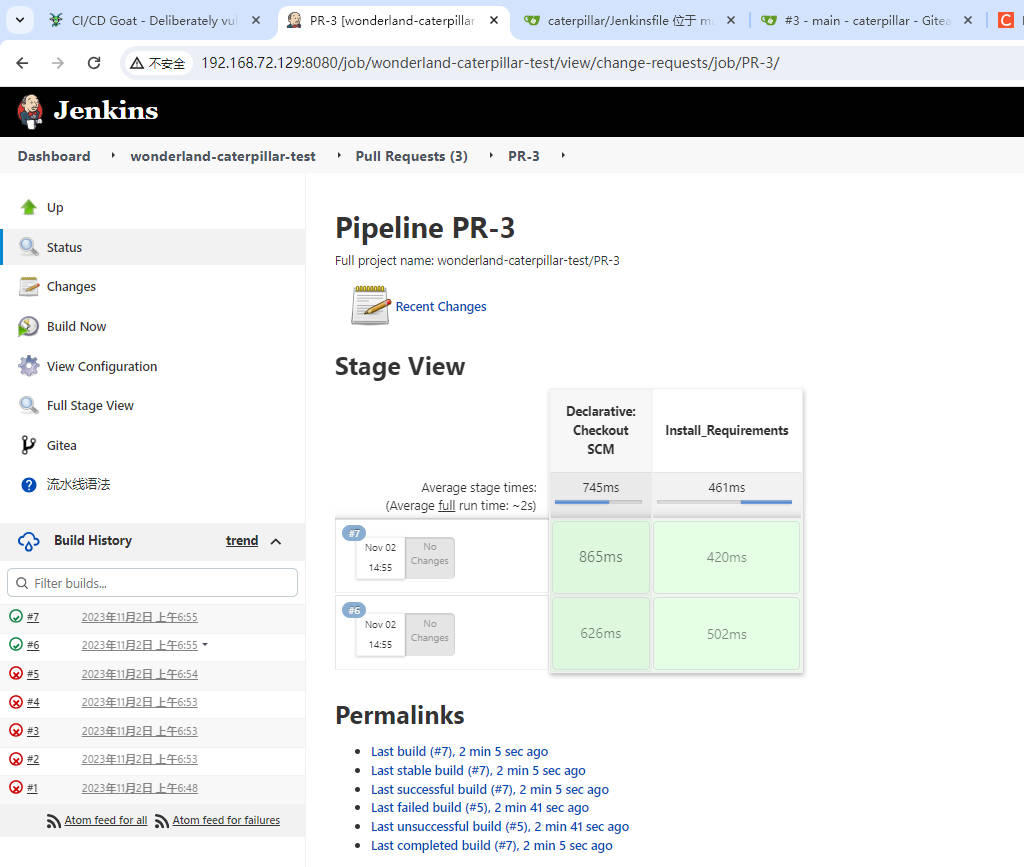 CI/CD Goat - Deliberately vul
PR-3 [wonderland-caterpillar
caterpillar/Jenkinsfile 位于 m
#3 - main - caterpillar - Gitea
不安全
192.168.72.129:8080/job/wonderland-caterpillar-test/view/change-requests/job/PR-3/
Jenkins
Dashboard
wonderland-caterpillar-test
Pull Requests (3)
PR-3
Up
Status
Changes
Build Now
View Configuration
Full Stage View
Gitea
流水线语法
Build History
trend
Filter builds...
#7 2023年11月2日 上午6:55
#6 2023年11月2日 上午6:55
#5 2023年11月2日 上午6:54
#4 2023年11月2日 上午6:53
#3 2023年11月2日 上午6:53
#2 2023年11月2日 上午6:53
#1 2023年11月2日 上午6:48
Atom feed for all Atom feed for failures
Pipeline PR-3
Full project name: wonderland-caterpillar-test/PR-3
Recent Changes
Stage View
Declarative:
Checkout
SCM
Install_Requirements
Average stage times:
(Average full run time: ~2s)
745ms
461ms
#7
Nov 02
14:55
No
Changes
865ms
420ms
#6
Nov 02
14:55
No
Changes
626ms
502ms
Permalinks
Last build (#7), 2 min 5 sec ago
Last stable build (#7), 2 min 5 sec ago
Last successful build (#7), 2 min 5 sec ago
Last failed build (#5), 2 min 41 sec ago
Last unsuccessful build (#5), 2 min 41 sec ago
Last completed build (#7), 2 min 5 sec ago